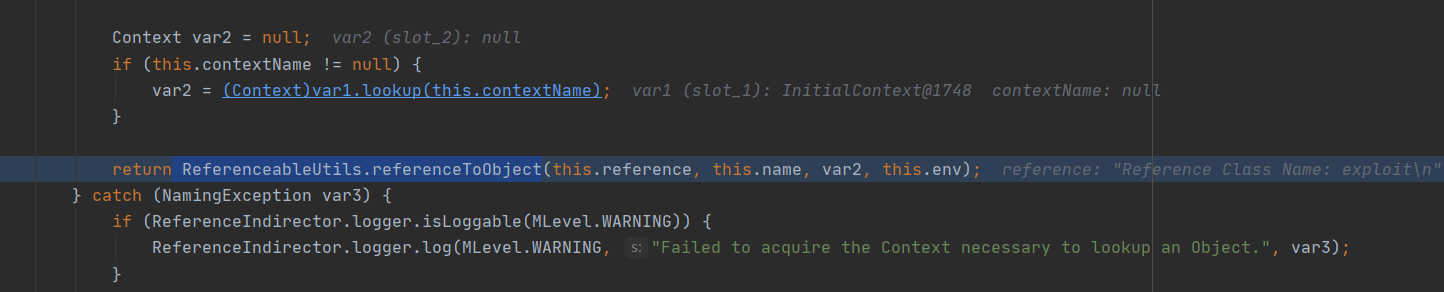 Context var2 = null; var2 (slot_2): null
if (this.contextName != null) {
var2 = (Context)var1.lookup(this.contextName); var1 (slot_1): InitialContext@1748 contextName: null
}
return ReferenceableUtils.referenceToObject(this.reference, this.name, var2, this.env); reference: "Reference Class Name: exploit\n"
} catch (NamingException var3) {
if (ReferenceIndirector.logger.isLoggable(MLevel.WARNING)) {
ReferenceIndirector.logger.log(MLevel.WARNING, s: "Failed to acquire the Context necessary to lookup an Object.", var3);
}